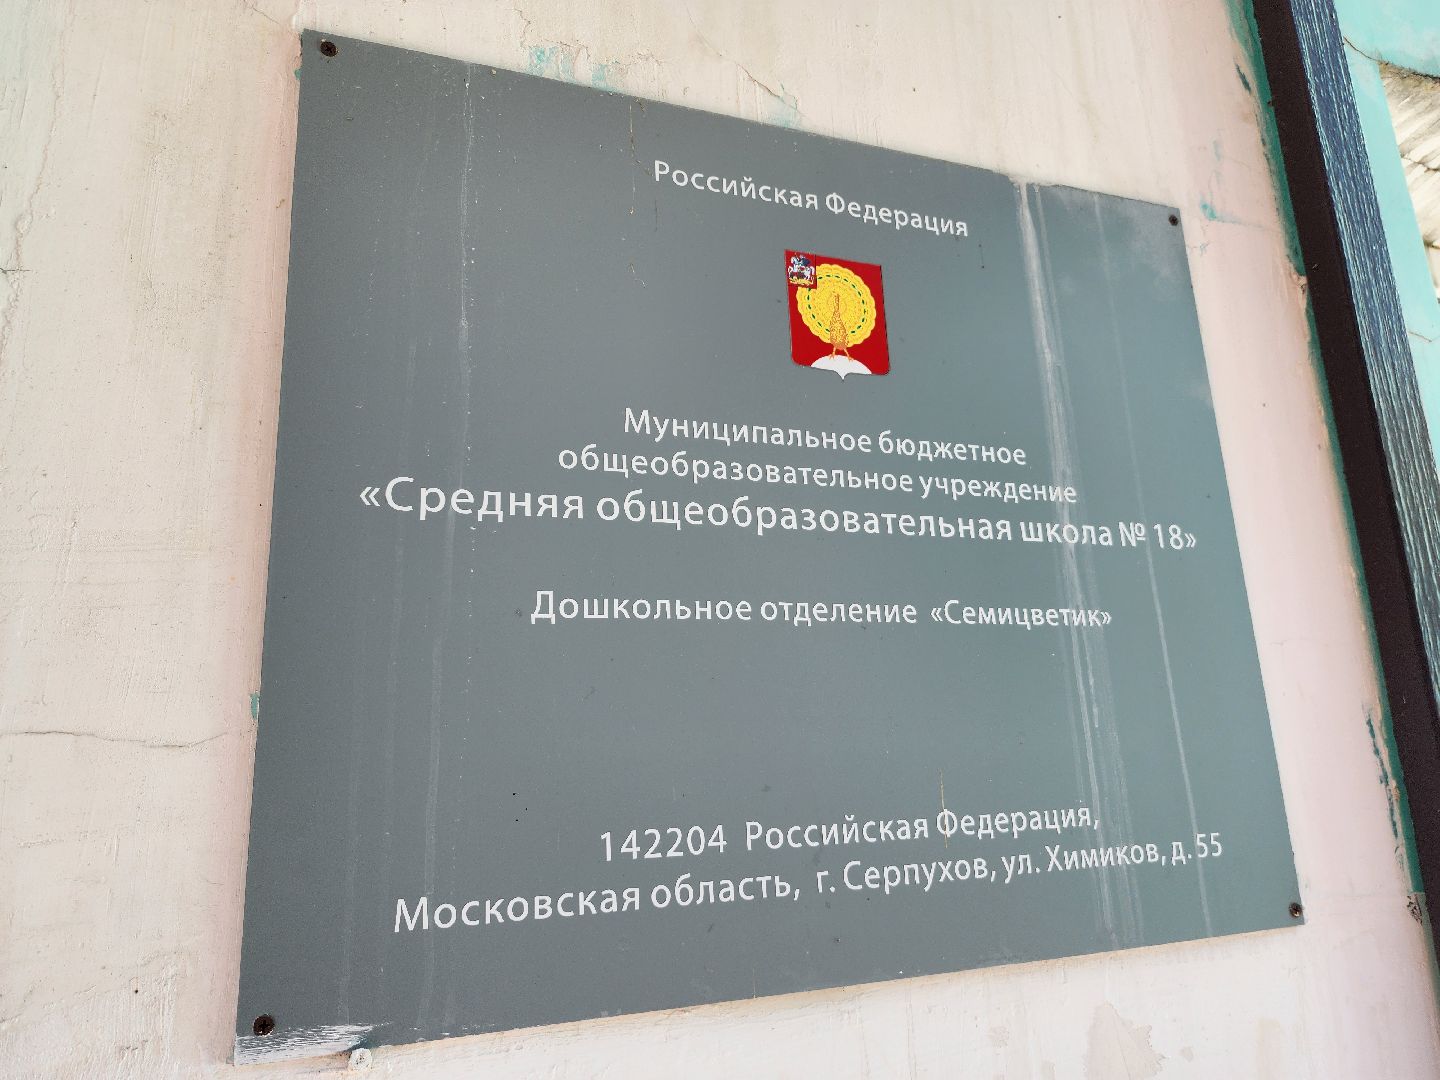 Российская Федерация
Муниципальное бюджетное
общеобразовательное учреждение
«Средняя общеобразовательная школа № 18»
Дошкольное отделение «Семицветик»
142204 Российская Федерация,
Московская область, г. Серпухов, ул. Химиков, д. 55